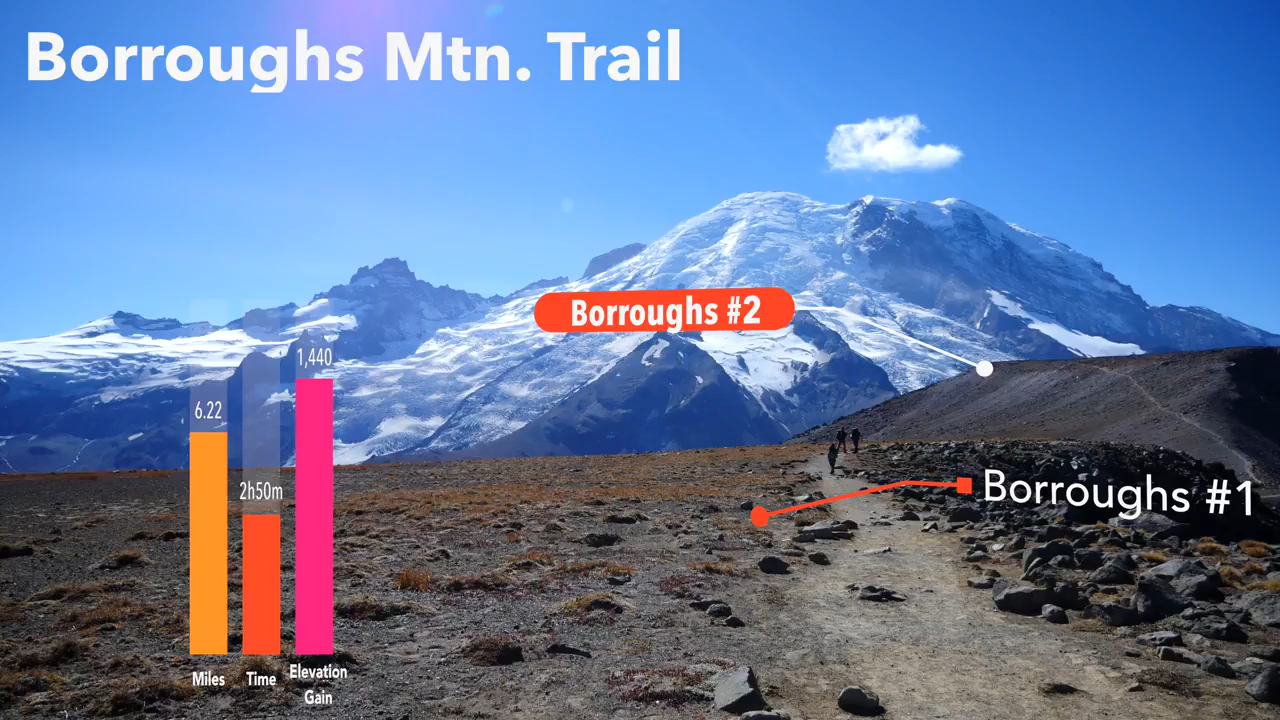 Borroughs Mtn. Trail
Borroughs #2
1,440
6.22
2h50m
Borroughs #1
Miles
Time
Elevation
Gain